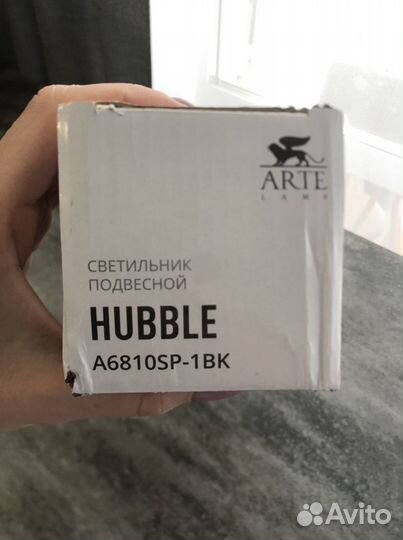 ARTE
LAMP
СВЕТИЛЬНИК
ПОДВЕСНОЙ
HUBBLE
A6810SP-1BK
Avito